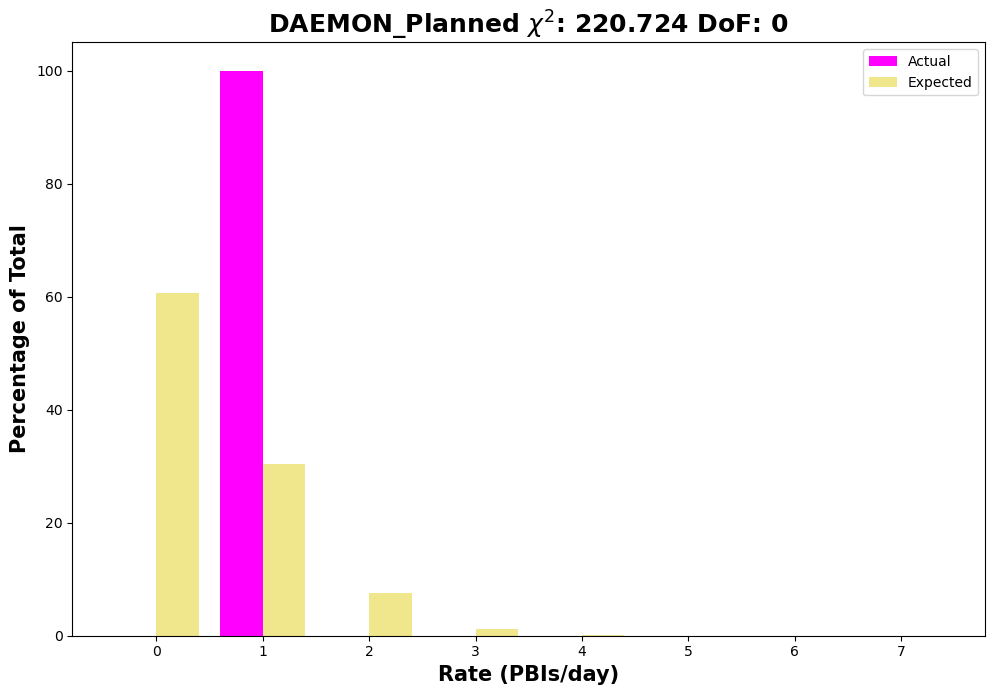 DAEMON_Planned χ²: 220.724 DoF: 0
Actual
Expected
Percentage of Total
100
80
60
40
20
0
0 1 2 3 4 5 6 7
Rate (PBIs/day)